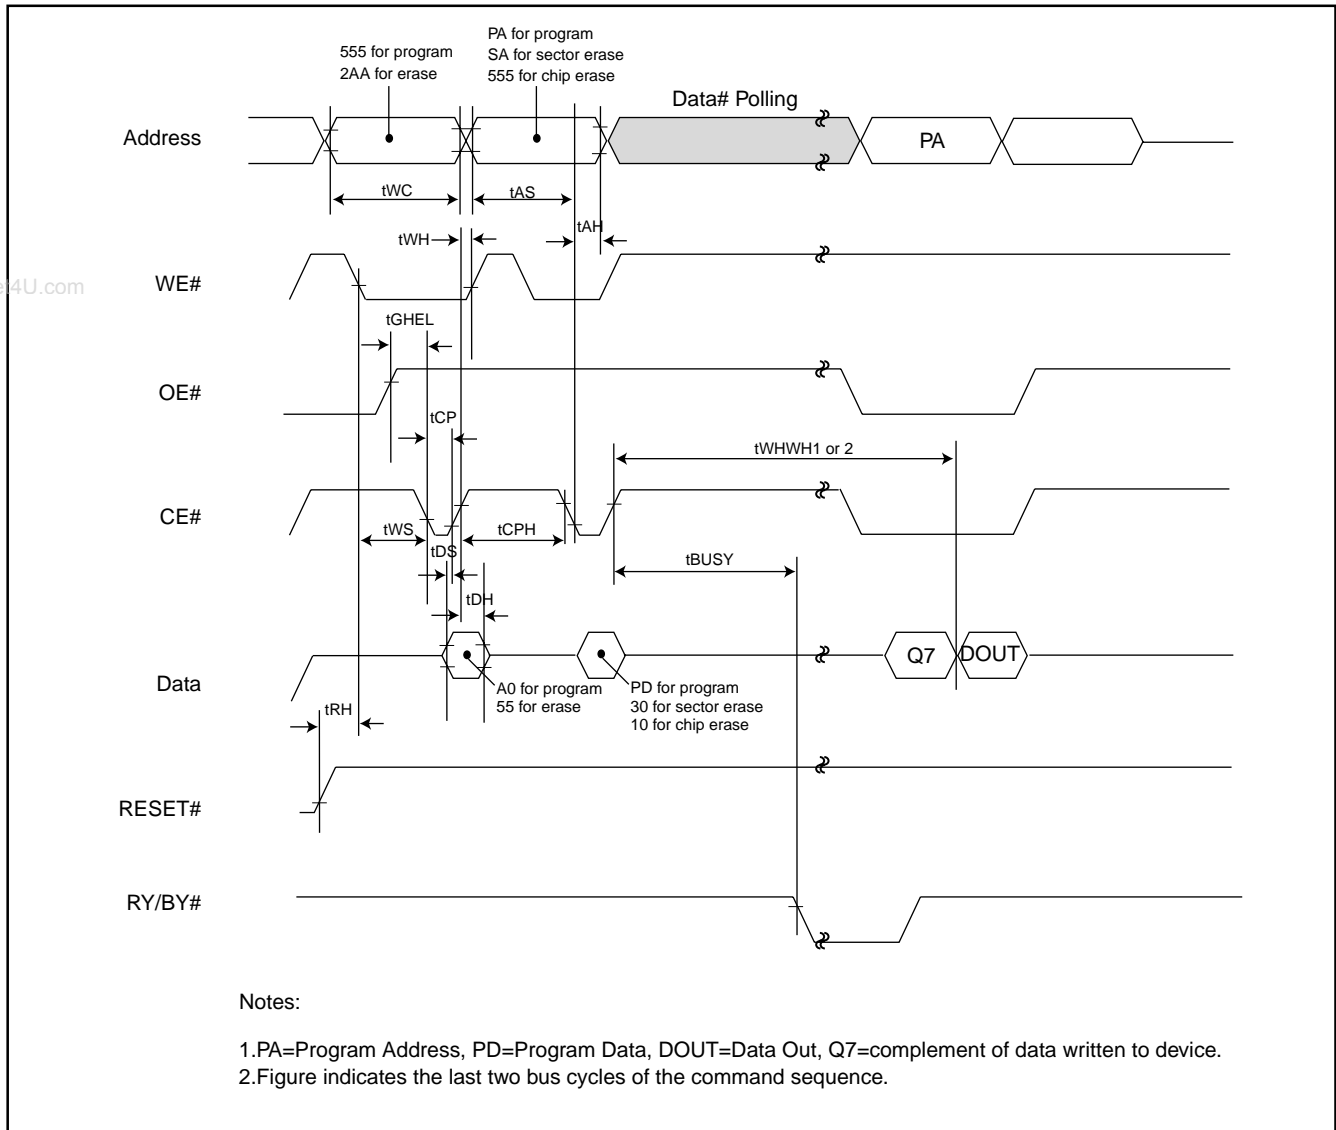 555 for program
2AA for erase
PA for program
SA for sector erase
555 for chip erase
Data# Polling
Address
PA
tWC
tAS
tAH
tWH
WE#
et4U.com
tGHEL
OE#
tCP
tWHWH1 or 2
CE#
tWS
tCPH
tDS
tBUSY
tDH
Data
Q7
DOUT
A0 for program
55 for erase
PD for program
30 for sector erase
10 for chip erase
tRH
RESET#
RY/BY#
Notes:
1.PA=Program Address, PD=Program Data, DOUT=Data Out, Q7=complement of data written to device.
2.Figure indicates the last two bus cycles of the command sequence.